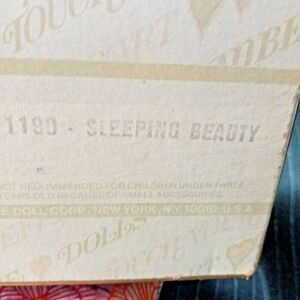 TOUCH
HEART
1190 - SLEEPING BEAUTY
NOT RECOMMENDED FOR CHILDREN UNDER THREE
YEARS OLD BECAUSE OF SMALL ACCESSORIES.
DOLL CORP. NEW YORK, N.Y. 10010, U.S.A.
DOLLS